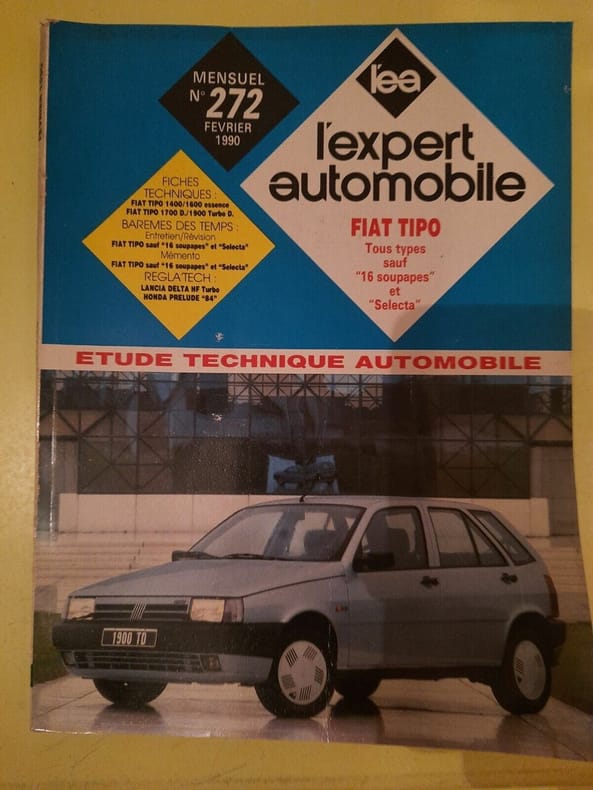 MENSUEL
N° 272
FEVRIER
1990
l'ea
l'expert
automobile
FIAT TIPO
Tous types
sauf
"16 soupapes"
et
"Selecta"
FICHES
TECHNIQUES :
FIAT TIPO 1400/1600 essence
FIAT TIPO 1700 D./1900 Turbo D.
BAREMES DES TEMPS :
Entretien/Révision
FIAT TIPO sauf "16 soupapes" et "Selecta"
Mémento
FIAT TIPO sauf "16 soupapes" et "Selecta"
REGLATECH :
LANCIA DELTA HF Turbo
HONDA PRELUDE "84"
ETUDE TECHNIQUE AUTOMOBILE
1900 TD